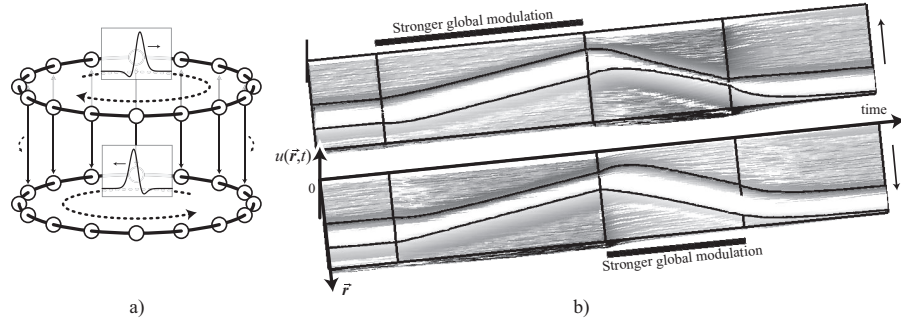 Stronger global modulation
time
u(r⃗,t)
0
Stronger global modulation
r⃗
a)
b)